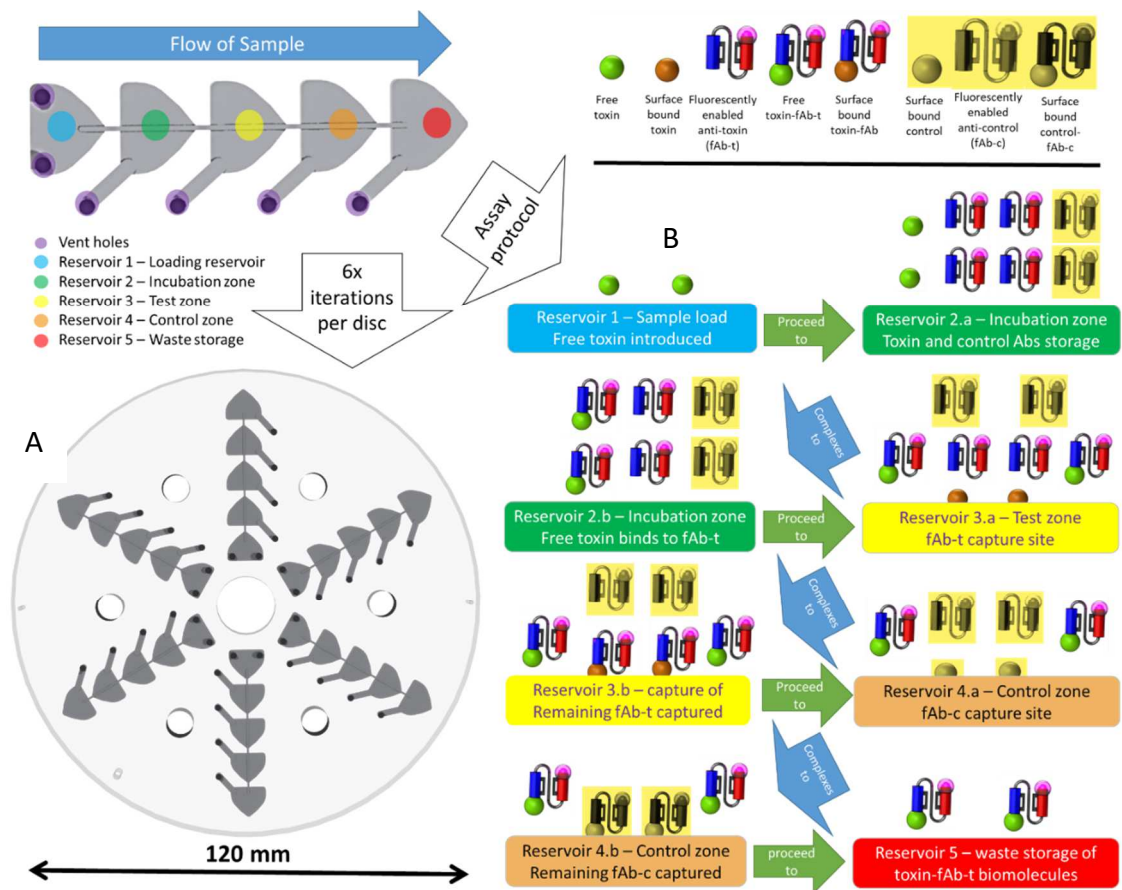 Flow of Sample
Vent holes
Reservoir 1 – Loading reservoir
Reservoir 2 – Incubation zone
Reservoir 3 – Test zone
Reservoir 4 – Control zone
Reservoir 5 – Waste storage
6x
iterations
per disc
Assay
protocol
A
120 mm
Free
toxin
Surface
bound
toxin
Fluorescently
enabled
anti-toxin
(fAb-t)
Free
toxin-fAb-t
Surface
bound
toxin-fAb
Surface
bound
control
Fluorescently
enabled
anti-control
(fAb-c)
Surface
bound
control-
fAb-c
B
Reservoir 1 – Sample load
Free toxin introduced
Proceed
to
Reservoir 2.a – Incubation zone
Toxin and control Abs storage
Complexes
to
Reservoir 2.b – Incubation zone
Free toxin binds to fAb-t
Proceed
to
Reservoir 3.a – Test zone
fAb-t capture site
Complexes
to
Reservoir 3.b – capture of
Remaining fAb-t captured
Proceed
to
Reservoir 4.a – Control zone
fAb-c capture site
Complexes
to
Reservoir 4.b – Control zone
Remaining fAb-c captured
proceed
to
Reservoir 5 – waste storage of
toxin-fAb-t biomolecules